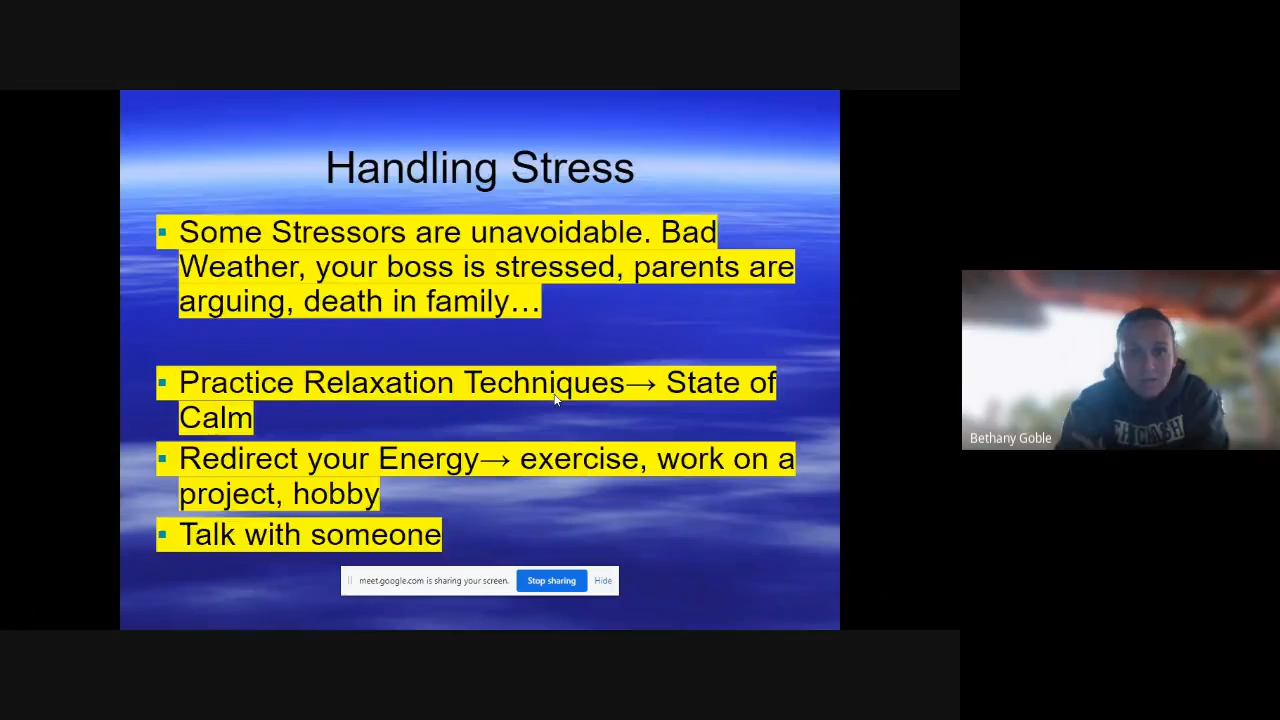 Handling Stress
▪ Some Stressors are unavoidable. Bad
Weather, your boss is stressed, parents are
arguing, death in family…
▪ Practice Relaxation Techniques→ State of
Calm
▪ Redirect your Energy→ exercise, work on a
project, hobby
▪ Talk with someone
meet.google.com is sharing your screen. Stop sharing Hide
Bethany Goble